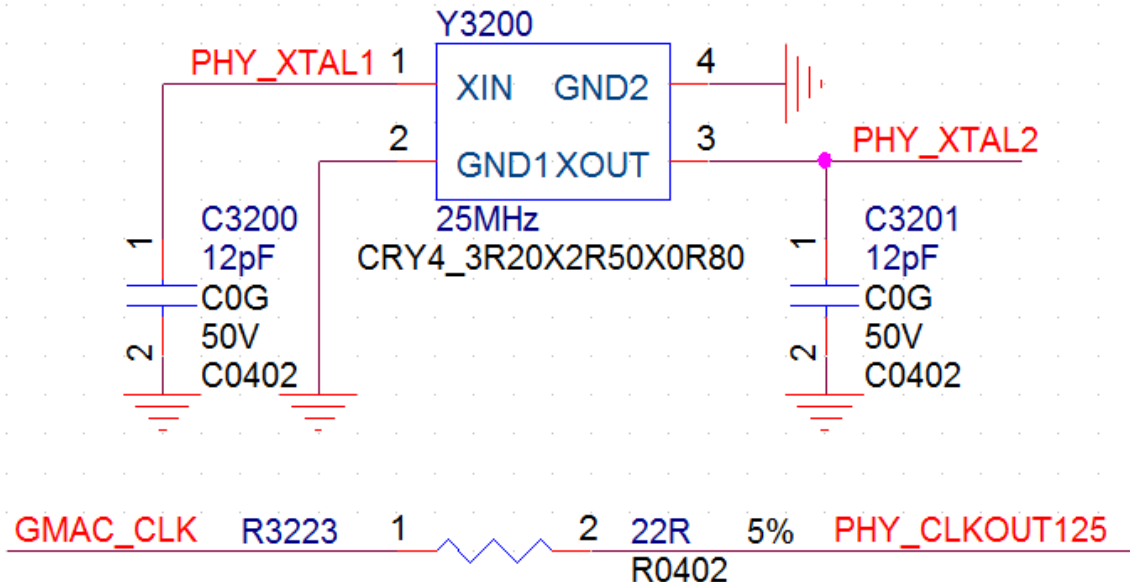 Y3200
PHY_XTAL1 1 XIN GND2 4
2 GND1 XOUT 3 PHY_XTAL2
25MHz
CRY4_3R20X2R50X0R80
1 C3200
12pF
C0G
50V
2 C0402
1 C3201
12pF
C0G
50V
2 C0402
GMAC_CLK R3223 1 2 22R 5% PHY_CLKOUT125
R0402